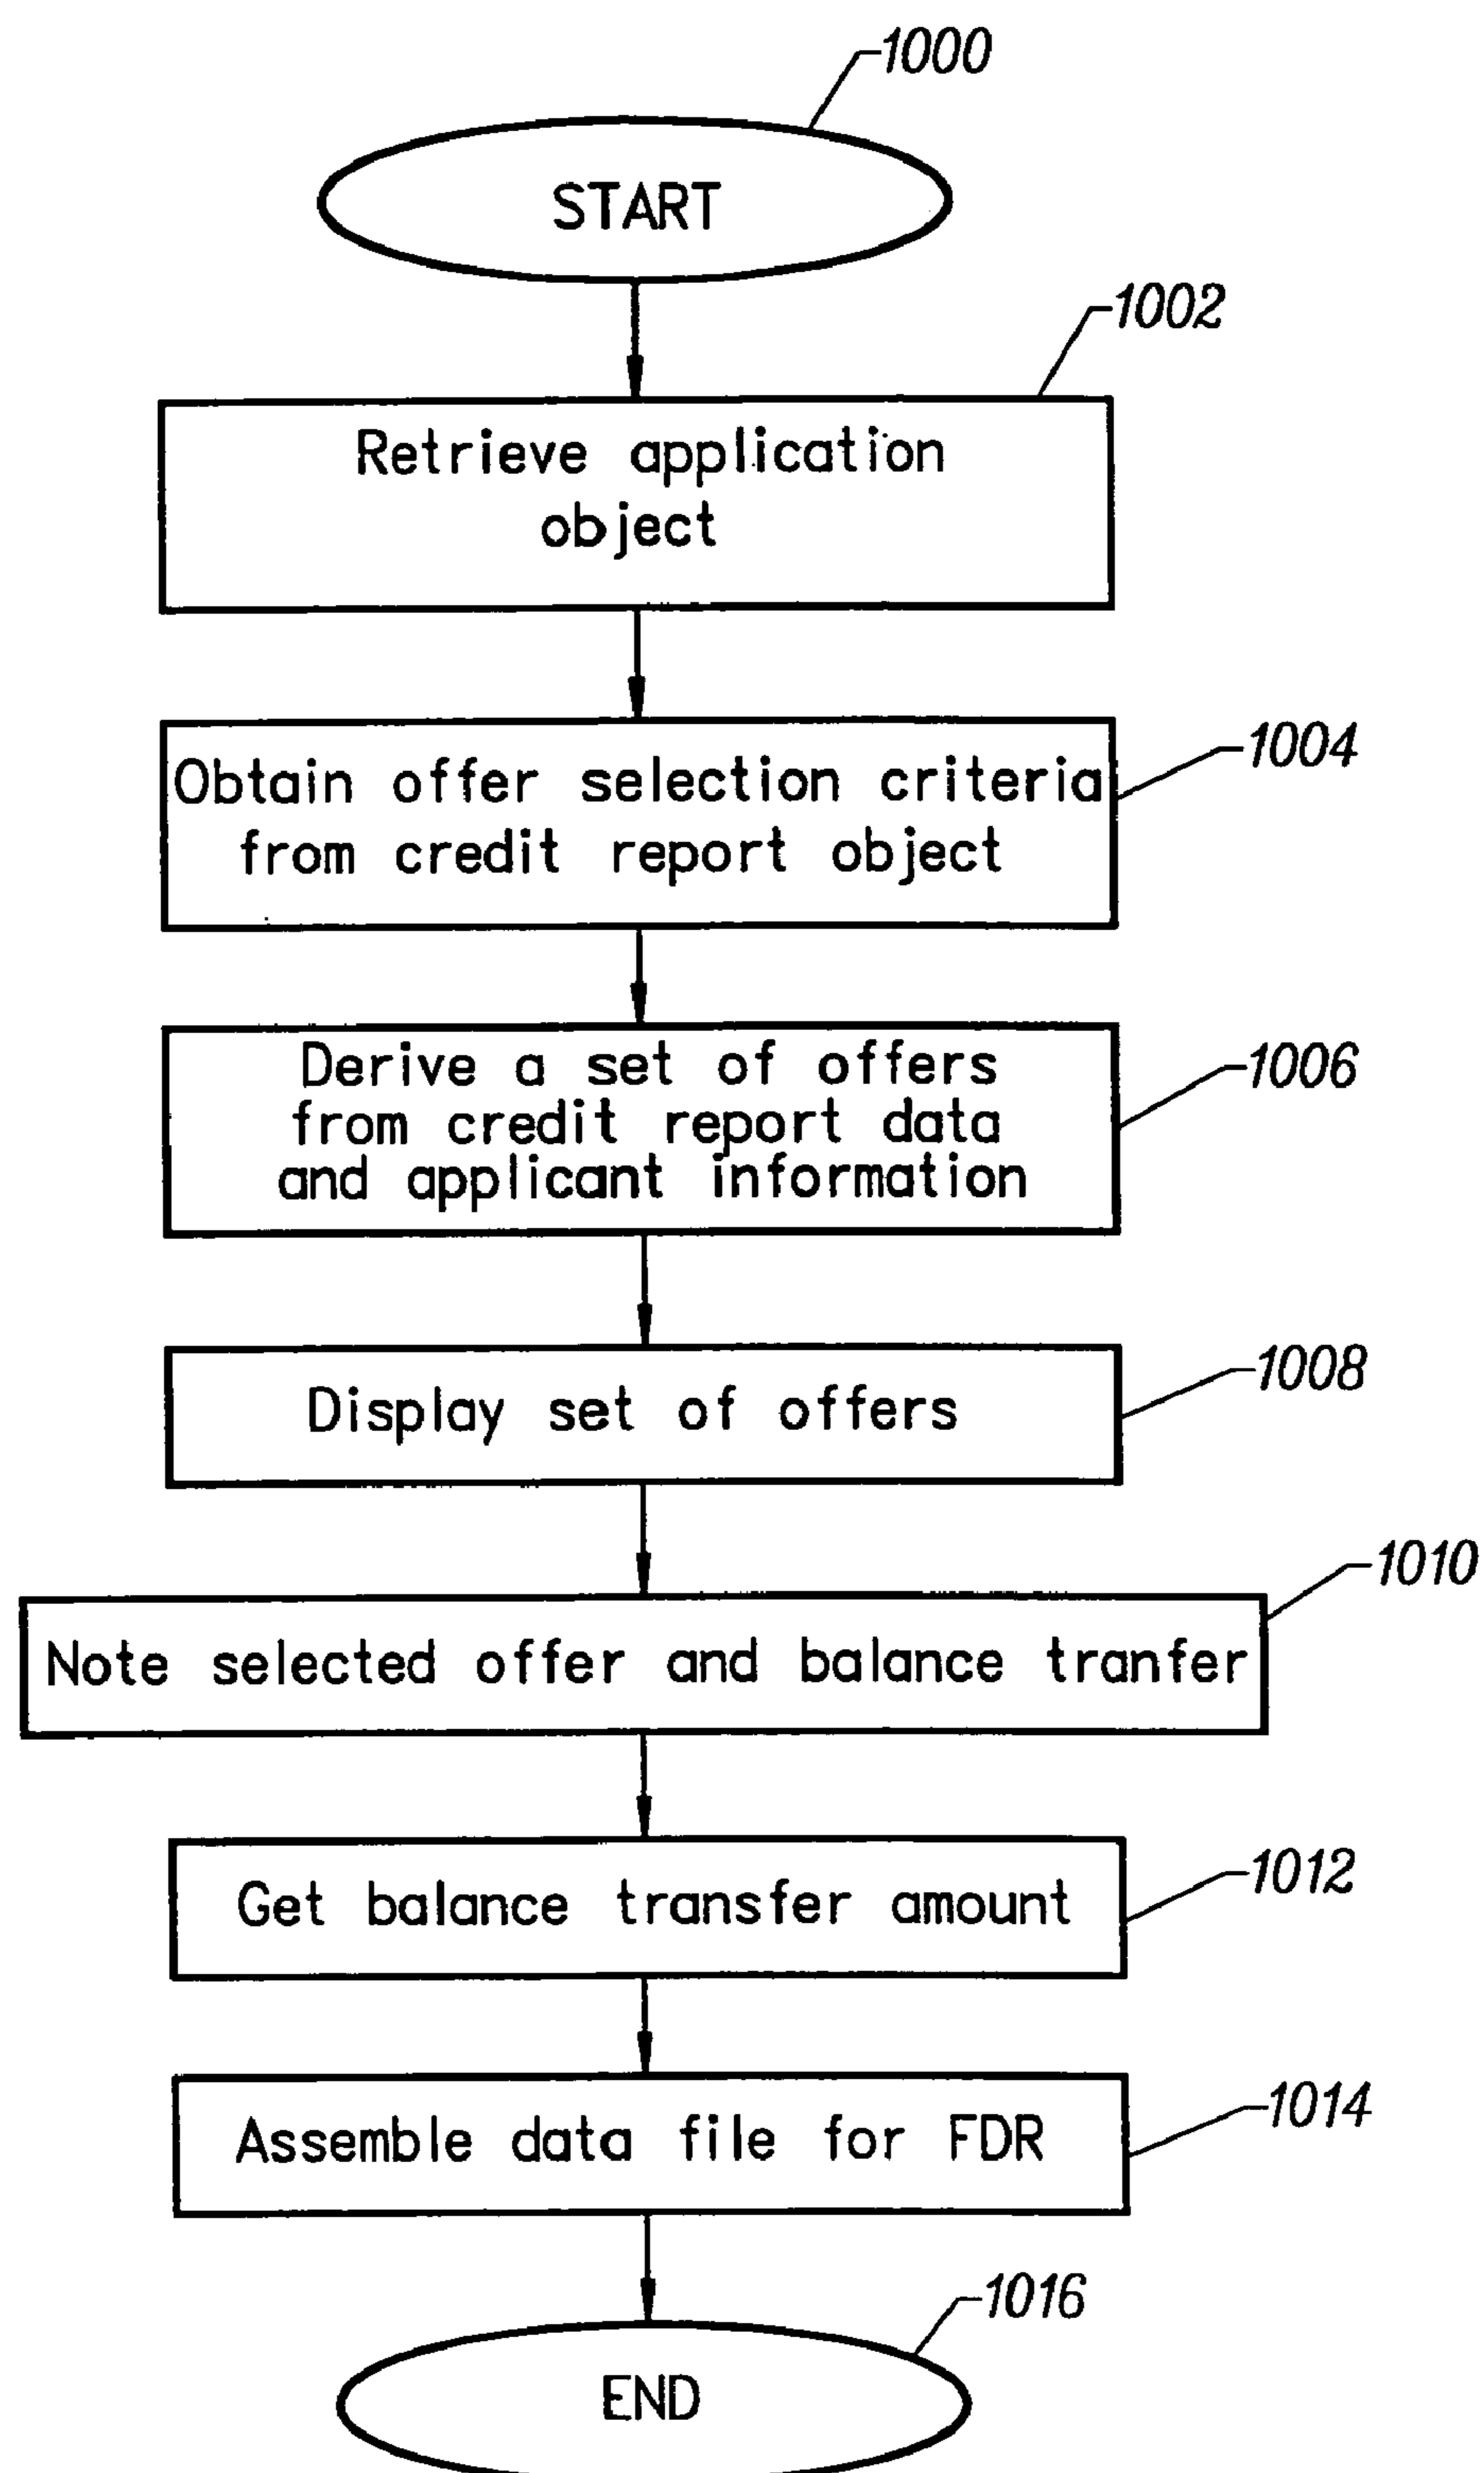 1000
START
1002
Retrieve application
object
1004
Obtain offer selection criteria
from credit report object
1006
Derive a set of offers
from credit report data
and applicant information
1008
Display set of offers
1010
Note selected offer and balance tranfer
1012
Get balance transfer amount
1014
Assemble data file for FDR
1016
END